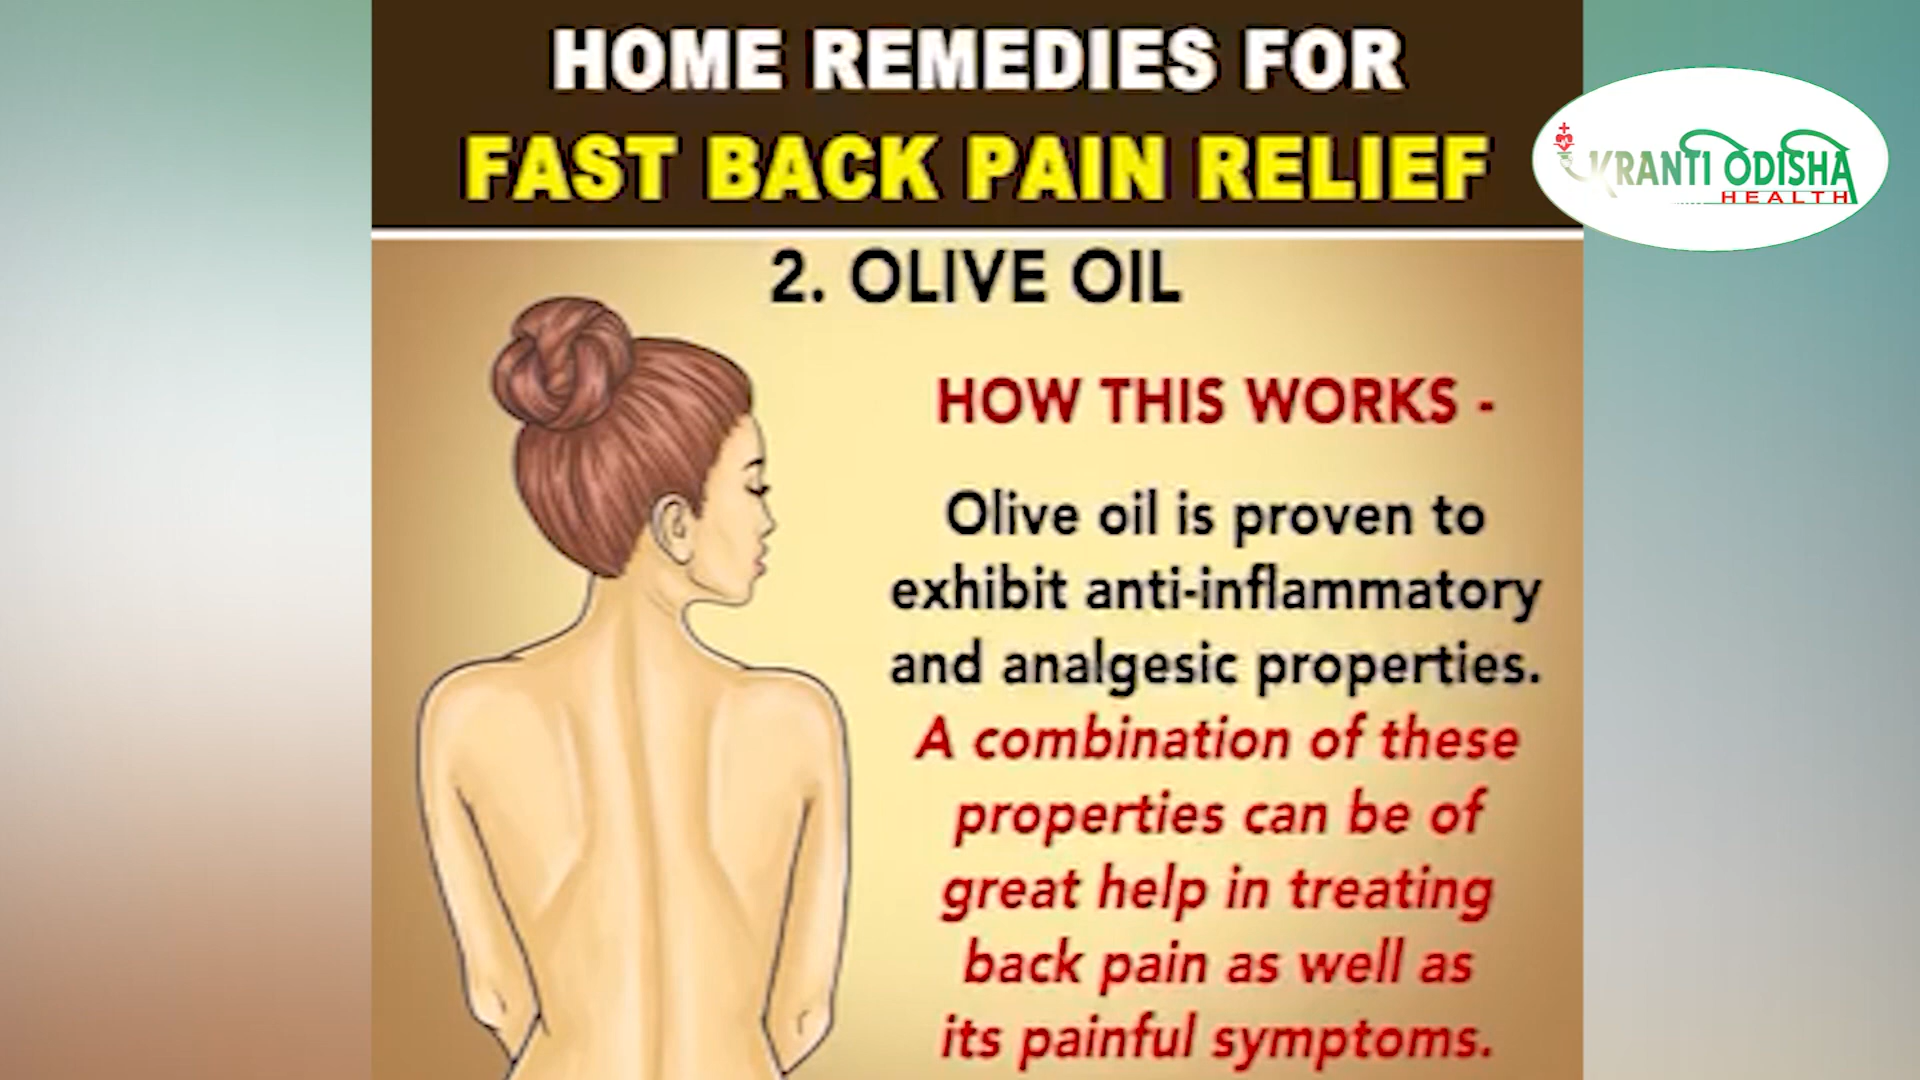 HOME REMEDIES FOR
FAST BACK PAIN RELIEF
KRANTI ODISHA
HEALTH
2. OLIVE OIL
HOW THIS WORKS -
Olive oil is proven to
exhibit anti-inflammatory
and analgesic properties.
A combination of these
properties can be of
great help in treating
back pain as well as
its painful symptoms.